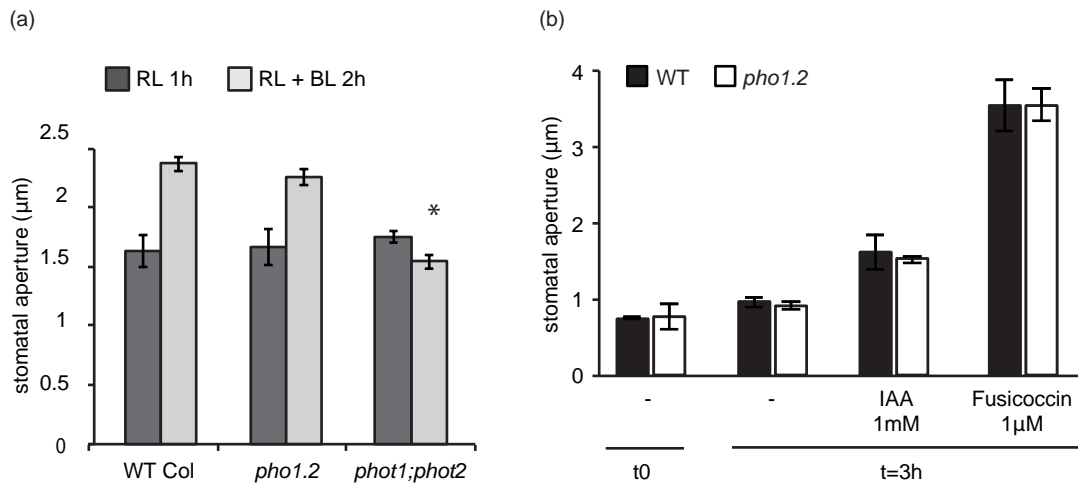 (a)
RL 1h
RL + BL 2h
stomatal aperture (µm)
2.5
2
1.5
1
0.5
0
*
WT Col
pho1.2
phot1;phot2
(b)
WT
pho1.2
stomatal aperture (µm)
4
3
2
1
0
-
-
IAA
1mM
Fusicoccin
1µM
t0
t=3h